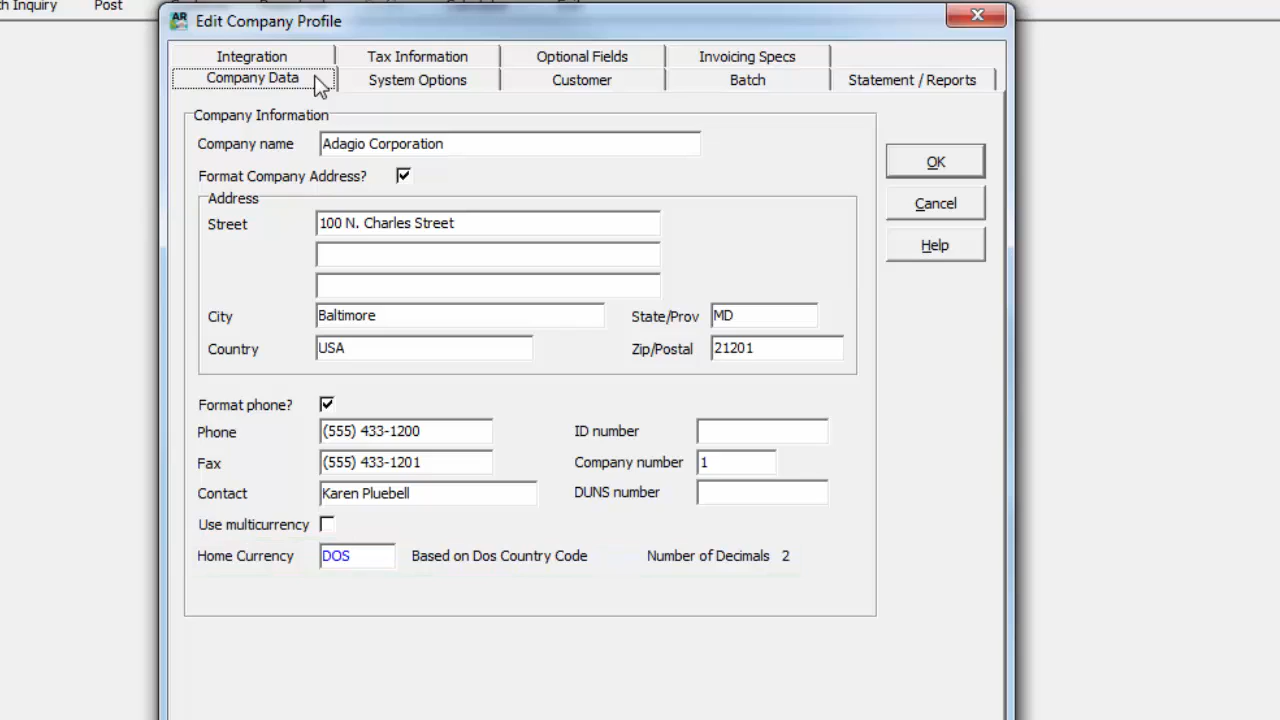 th Inquiry Post
AR Edit Company Profile
Integration Tax Information Optional Fields Invoicing Specs
Company Data System Options Customer Batch Statement / Reports
Company Information
Company name Adagio Corporation
OK
Format Company Address?
Address
Cancel
Street 100 N. Charles Street
Help
City Baltimore State/Prov MD
Country USA Zip/Postal 21201
Format phone?
Phone (555) 433-1200 ID number
Fax (555) 433-1201 Company number 1
Contact Karen Pluebell DUNS number
Use multicurrency
Home Currency DOS Based on Dos Country Code Number of Decimals 2